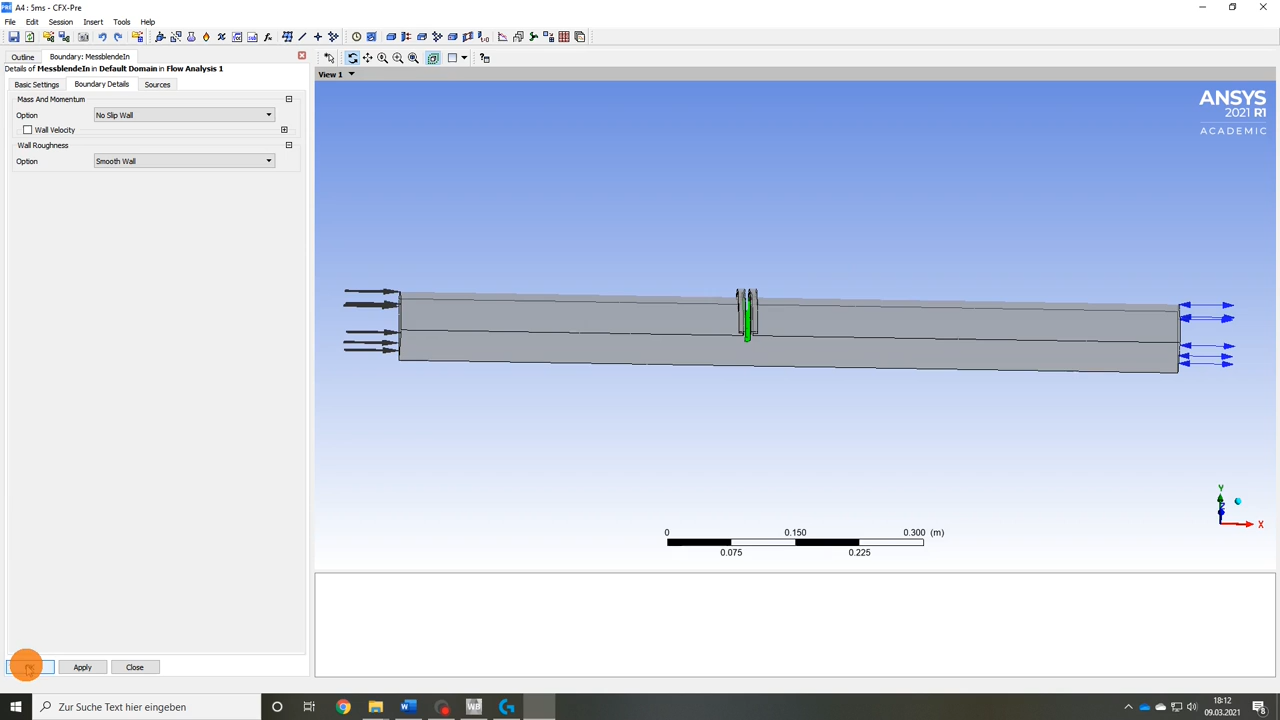 A4 : 5ms - CFX-Pre
File Edit Session Insert Tools Help
Outline Boundary: MessblendeIn
Details of MessblendeIn in Default Domain in Flow Analysis 1
Basic Settings Boundary Details Sources
Mass And Momentum
Option No Slip Wall
Wall Velocity
Wall Roughness
Option Smooth Wall
Apply Close
View 1
ANSYS
2021 R1
ACADEMIC
0 0.150 0.300 (m)
0.075 0.225
Y
X
Zur Suche Text hier eingeben
18:12
09.03.2021
8